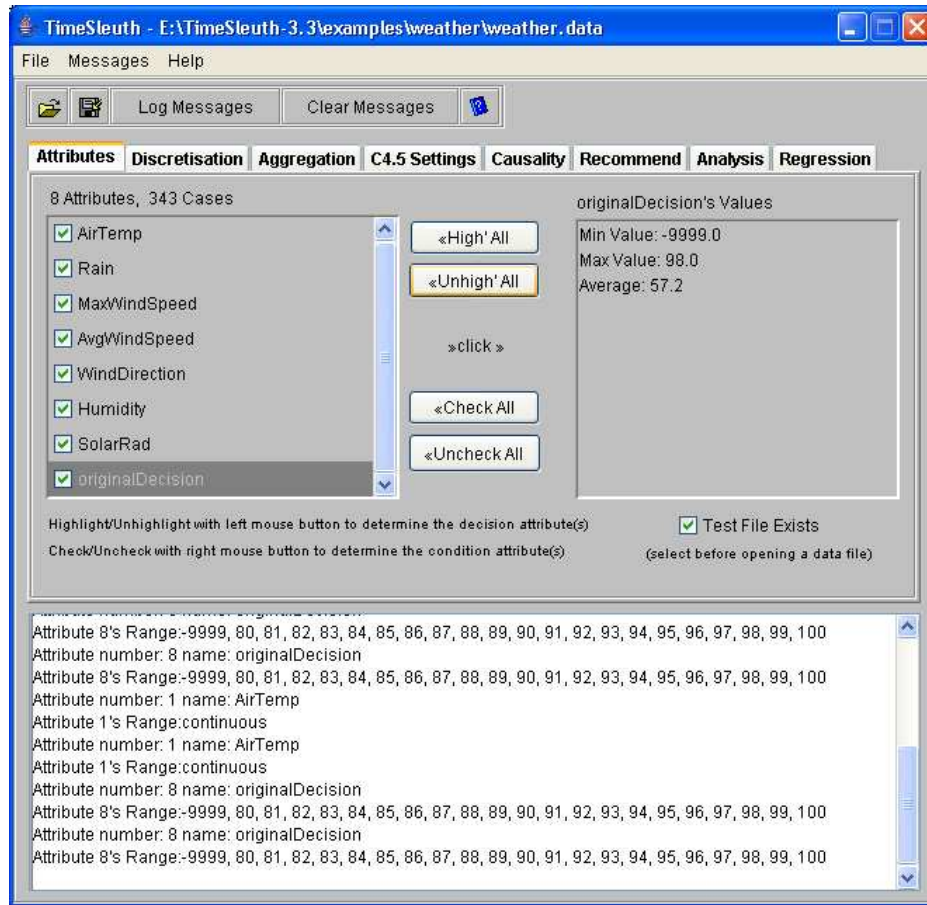 TimeSleuth - E:\TimeSleuth-3.3\examples\weather\weather.data
File Messages Help
Log Messages Clear Messages
Attributes Discretisation Aggregation C4.5 Settings Causality Recommend Analysis Regression
8 Attributes, 343 Cases
AirTemp
Rain
MaxWindSpeed
AvgWindSpeed
WindDirection
Humidity
SolarRad
originalDecision
«High' All
«Unhigh' All
»click »
«Check All
«Uncheck All
originalDecision's Values
Min Value: -9999.0
Max Value: 98.0
Average: 57.2
Highlight/Unhighlight with left mouse button to determine the decision attribute(s)
Check/Uncheck with right mouse button to determine the condition attribute(s)
Test File Exists
(select before opening a data file)
Attribute 8's Range:-9999, 80, 81, 82, 83, 84, 85, 86, 87, 88, 89, 90, 91, 92, 93, 94, 95, 96, 97, 98, 99, 100
Attribute number: 8 name: originalDecision
Attribute 8's Range:-9999, 80, 81, 82, 83, 84, 85, 86, 87, 88, 89, 90, 91, 92, 93, 94, 95, 96, 97, 98, 99, 100
Attribute number: 1 name: AirTemp
Attribute 1's Range:continuous
Attribute number: 1 name: AirTemp
Attribute 1's Range:continuous
Attribute number: 8 name: originalDecision
Attribute 8's Range:-9999, 80, 81, 82, 83, 84, 85, 86, 87, 88, 89, 90, 91, 92, 93, 94, 95, 96, 97, 98, 99, 100
Attribute number: 8 name: originalDecision
Attribute 8's Range:-9999, 80, 81, 82, 83, 84, 85, 86, 87, 88, 89, 90, 91, 92, 93, 94, 95, 96, 97, 98, 99, 100